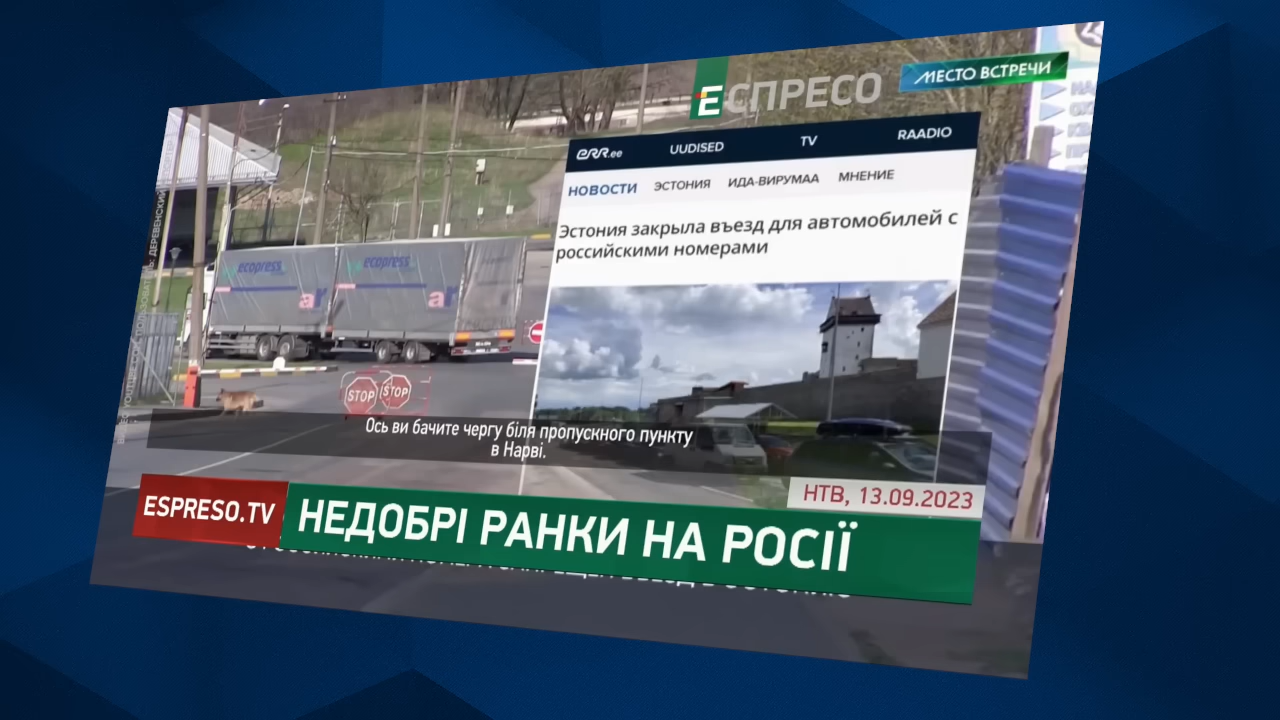 ЕСПРЕСО
МЕСТО ВСТРЕЧИ
err.ee UUDISED TV RAADIO
НОВОСТИ ЭСТОНИЯ ИДА-ВИРУМАА МНЕНИЕ
Эстония закрыла въезд для автомобилей с
российскими номерами
ecopress ecopress
ar ar
STOP STOP
Ось ви бачите чергу біля пропускного пункту
в Нарві.
НТВ, 13.09.2023
ESPRESO.TV НЕДОБРІ РАНКИ НА РОСІЇ